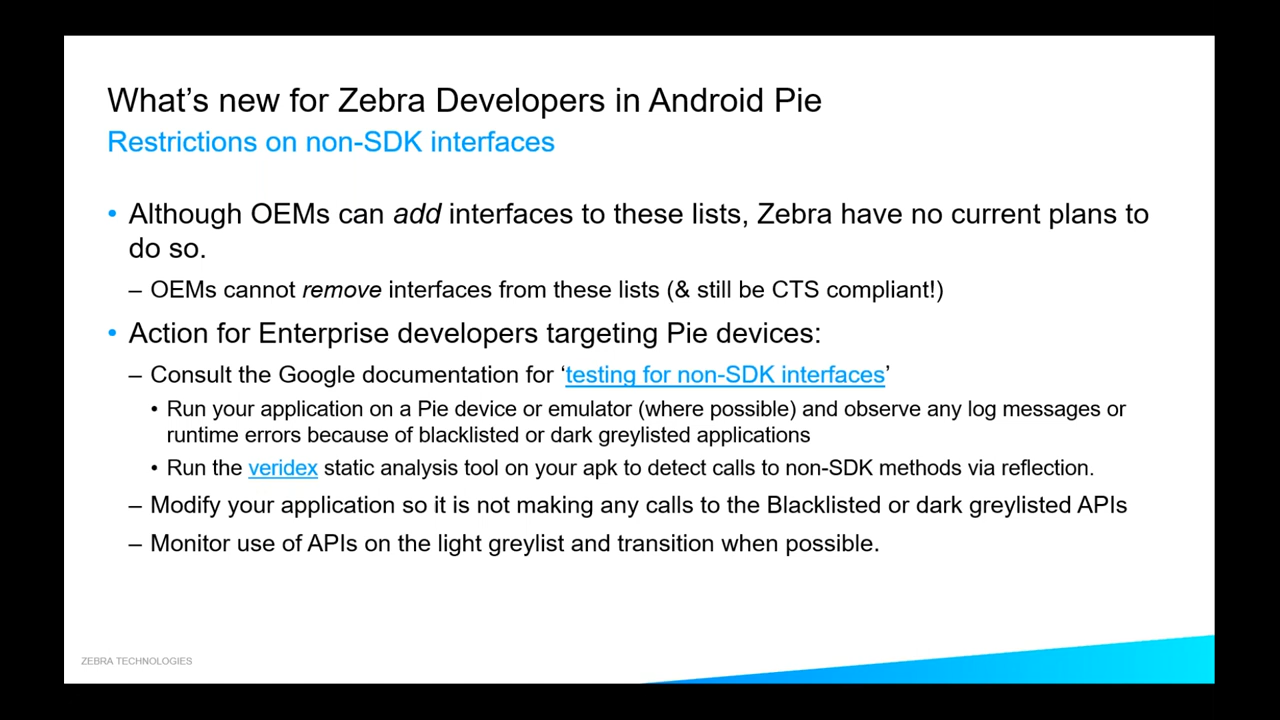 What's new for Zebra Developers in Android Pie
Restrictions on non-SDK interfaces
• Although OEMs can add interfaces to these lists, Zebra have no current plans to
do so.
– OEMs cannot remove interfaces from these lists (& still be CTS compliant!)
• Action for Enterprise developers targeting Pie devices:
– Consult the Google documentation for ‘testing for non-SDK interfaces’
• Run your application on a Pie device or emulator (where possible) and observe any log messages or
runtime errors because of blacklisted or dark greylisted applications
• Run the veridex static analysis tool on your apk to detect calls to non-SDK methods via reflection.
– Modify your application so it is not making any calls to the Blacklisted or dark greylisted APIs
– Monitor use of APIs on the light greylist and transition when possible.
ZEBRA TECHNOLOGIES